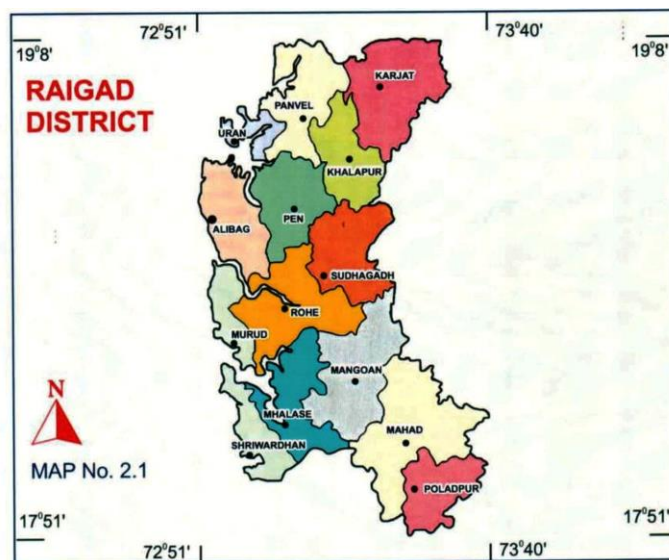 72°51'
73°40'
19°8'
19°8'
RAIGAD
DISTRICT
KARJAT
PANVEL
URAN
KHALAPUR
PEN
ALIBAG
SUDHAGADH
ROHE
MURUD
MANGOAN
MHALASE
MAHAD
SHRIWARDHAN
POLADPUR
N
MAP No. 2.1
17°51'
17°51'
72°51'
73°40'